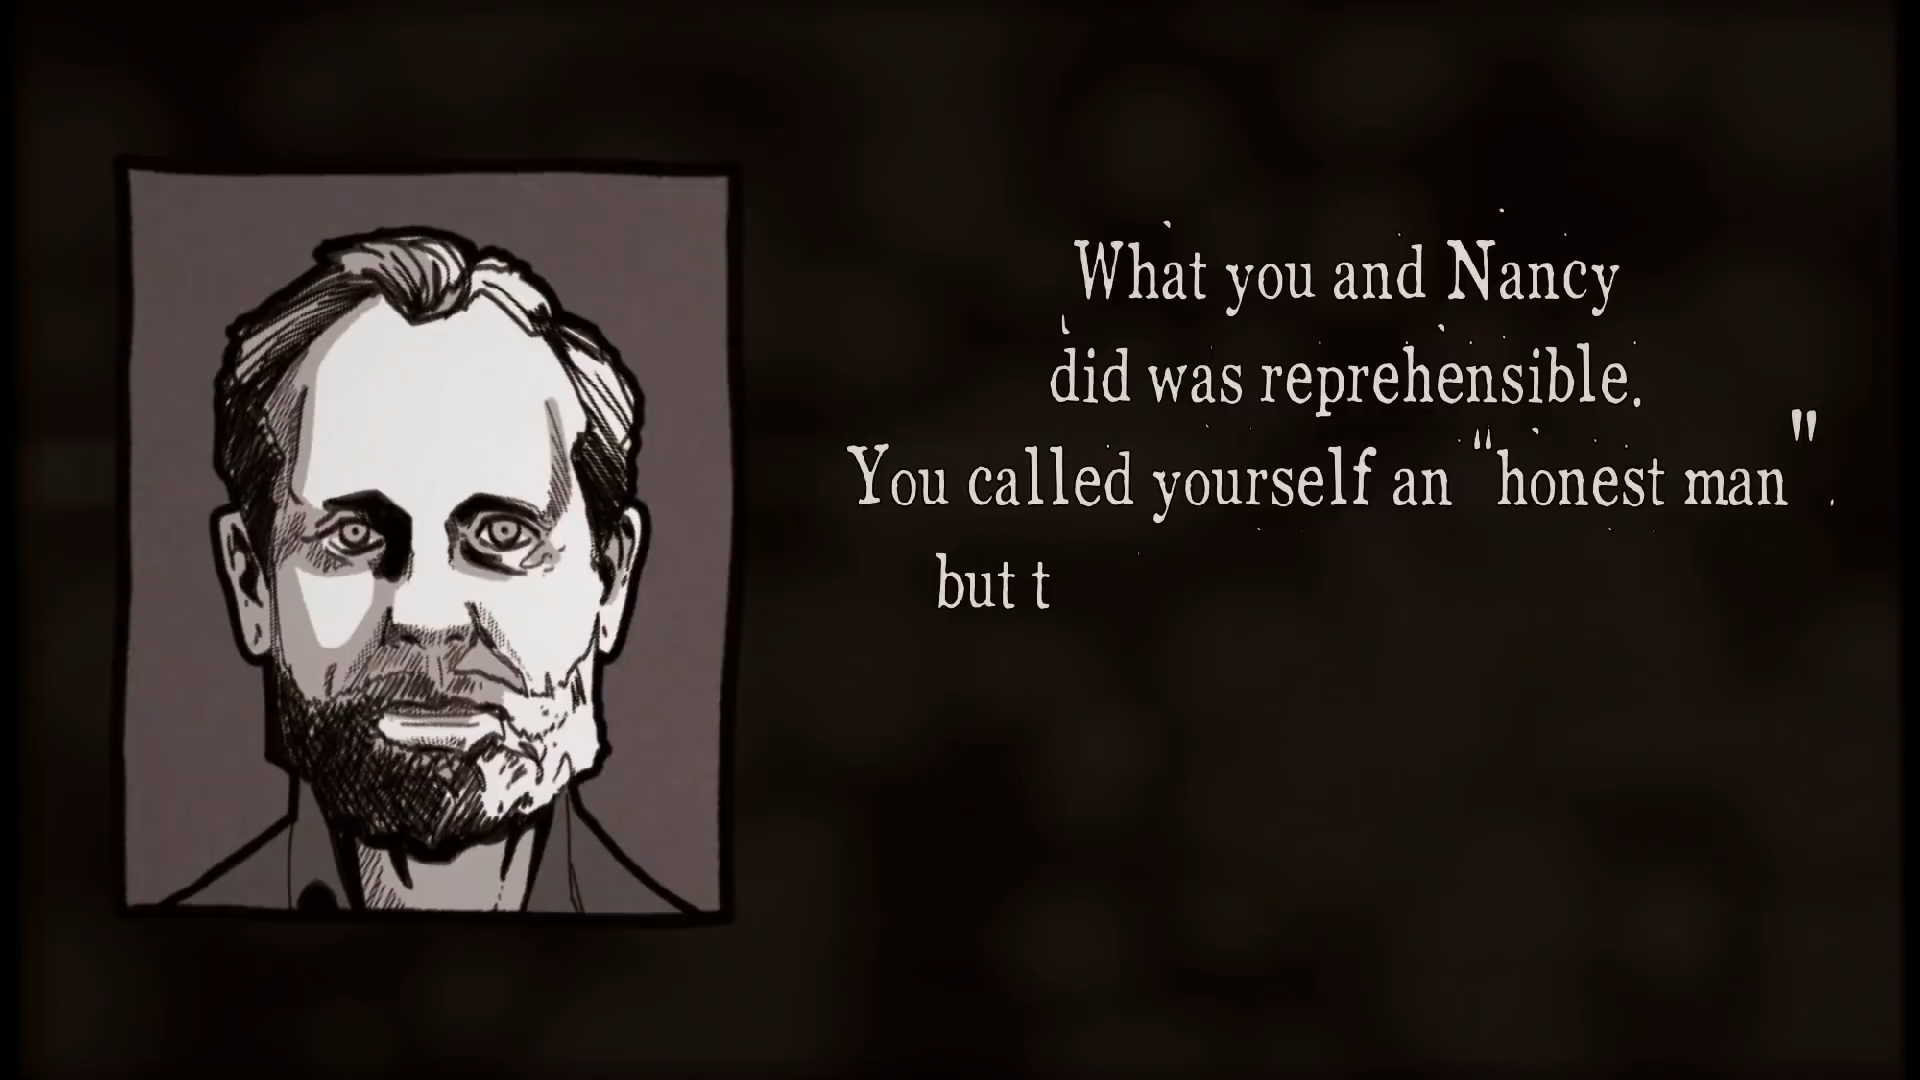 What you and Nancy
did was reprehensible.
You called yourself an "honest man"
but t